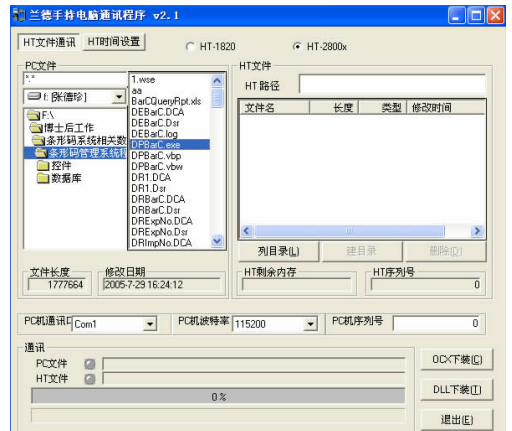 兰德手持电脑通讯程序 v2.1
HT文件通讯 HT时间设置 HT-1820 HT-2800x
PC文件
*.*
f: [张德珍]
F:\
博士后工作
条形码系统相关数
条形码管理系统程
控件
数据库
1.wse
aa
BarCQueryRpt.xls
DEBarC.DCA
DEBarC.Dsr
DEBarC.log
DPBarC.exe
DPBarC.vbp
DPBarC.vbw
DR1.DCA
DR1.Dsr
DRBarC.DCA
DRBarC.Dsr
DRExpNo.DCA
DRExpNo.Dsr
DRImpNo.DCA
文件长度 修改日期
1777664 2005-7-29 16:24:12
HT文件
HT 路径
文件名 长度 类型 修改时间
列目录(L) 建目录 删除(D)
HT剩余内存 HT序列号
0
PC机通讯口 Com1 PC机波特率 115200 PC机序列号 0
通讯
PC文件
HT文件
0 %
OCX下装(C)
DLL下装(T)
退出(E)